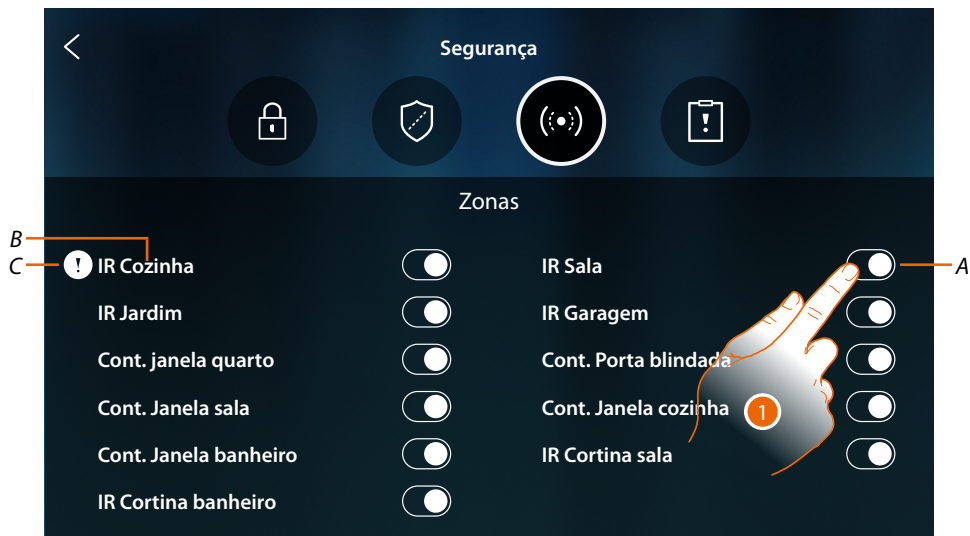 Segurança
Zonas
B
C
! IR Cozinha
IR Sala
A
IR Jardim
IR Garagem
Cont. janela quarto
Cont. Porta blindada
Cont. Janela sala
Cont. Janela cozinha
1
Cont. Janela banheiro
IR Cortina sala
IR Cortina banheiro